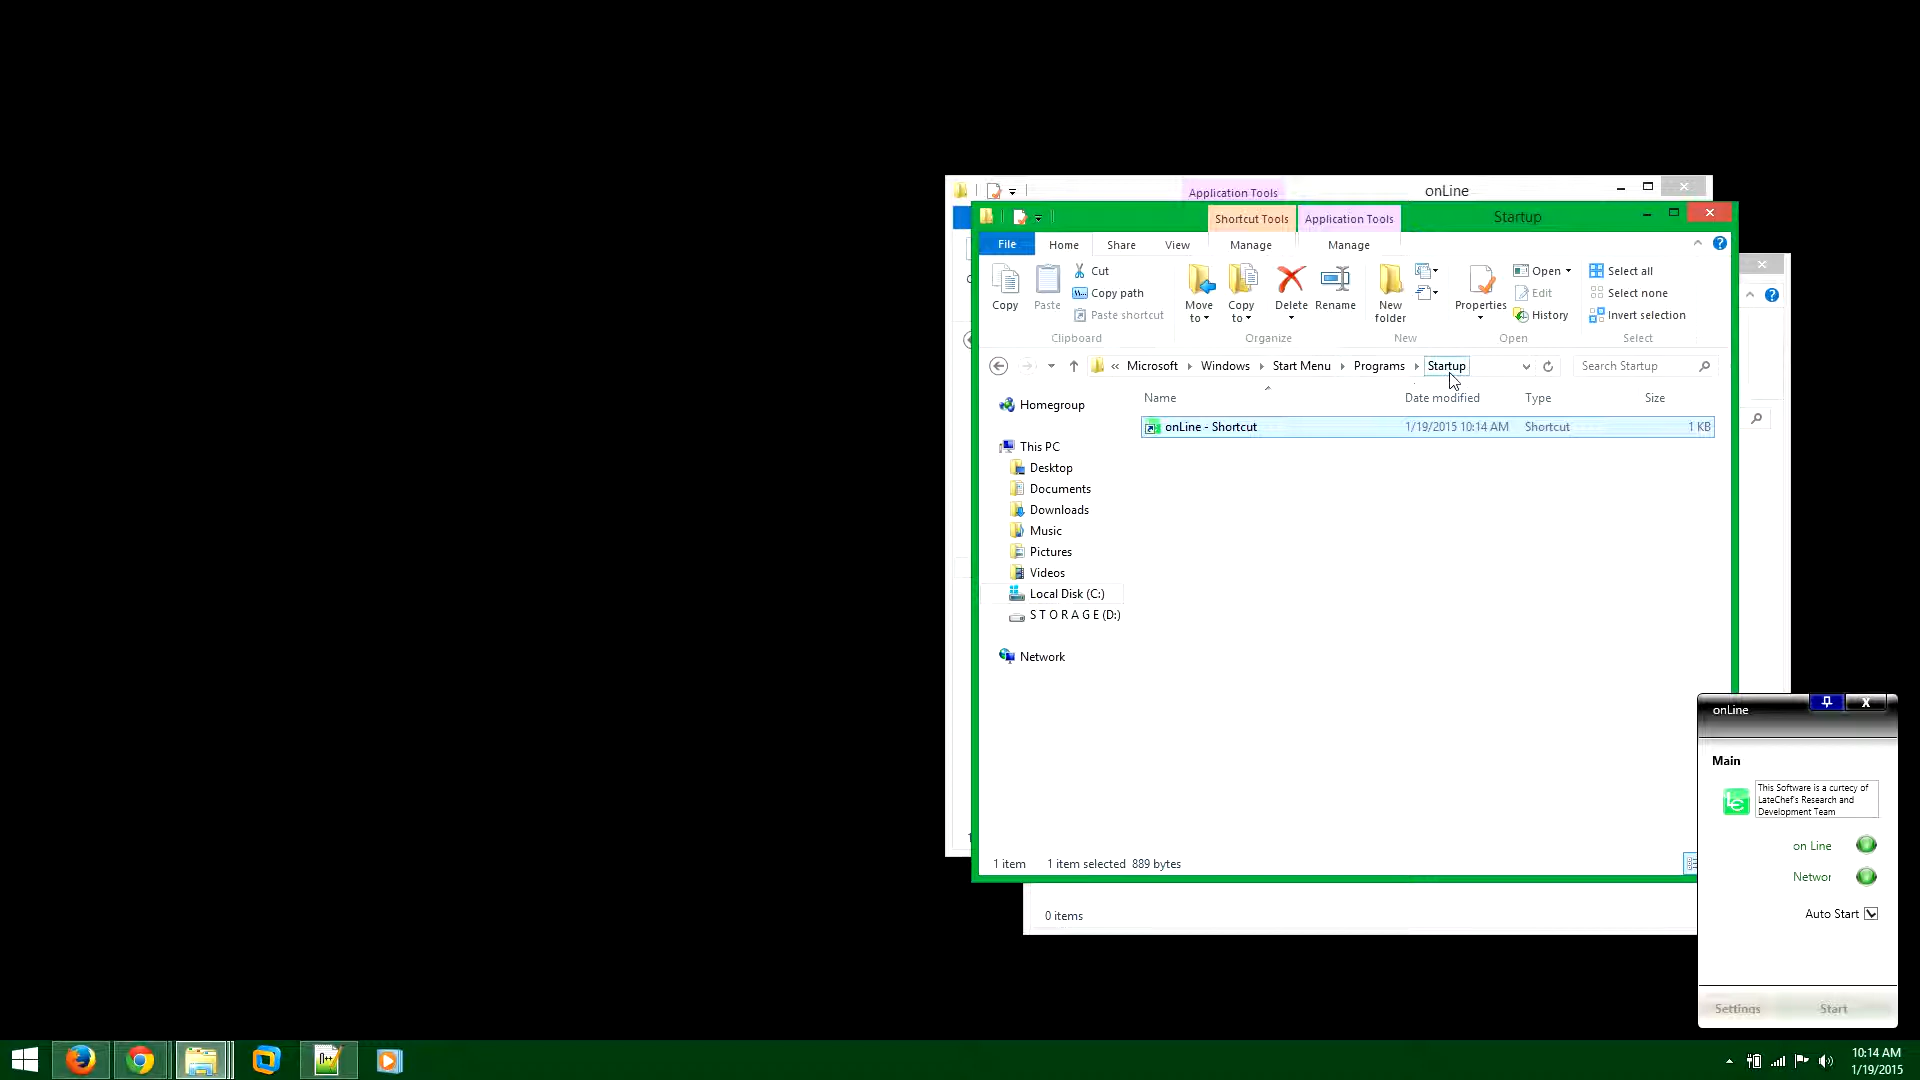 Application Tools
onLine
Shortcut Tools
Application Tools
Startup
File
Home
Share
View
Manage
Manage
Copy
Paste
Cut
Copy path
Paste shortcut
Move to
Copy to
Delete
Rename
New folder
Properties
Open
Edit
History
Select all
Select none
Invert selection
Clipboard
Organize
New
Open
Select
« Microsoft Windows Start Menu Programs Startup
Search Startup
Name
Date modified
Type
Size
onLine - Shortcut
1/19/2015 10:14 AM
Shortcut
1 KB
Homegroup
This PC
Desktop
Documents
Downloads
Music
Pictures
Videos
Local Disk (C:)
S T O R A G E (D:)
Network
1 item
1 item selected 889 bytes
0 items
onLine
X
Main
This Software is a curtecy of
LateChef's Research and
Development Team
on Line
Networ
Auto Start
Settings
Start
10:14 AM
1/19/2015